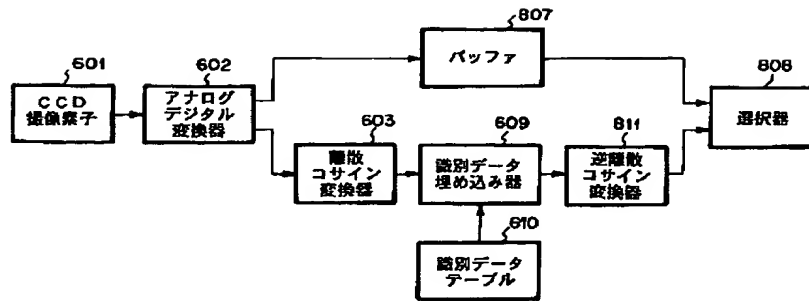 601
CCD
撮像素子
602
アナログ
デジタル
変換器
807
バッファ
808
選択器
603
離散
コサイン
変換器
609
識別データ
埋め込み器
811
逆離散
コサイン
変換器
610
識別データ
テーブル